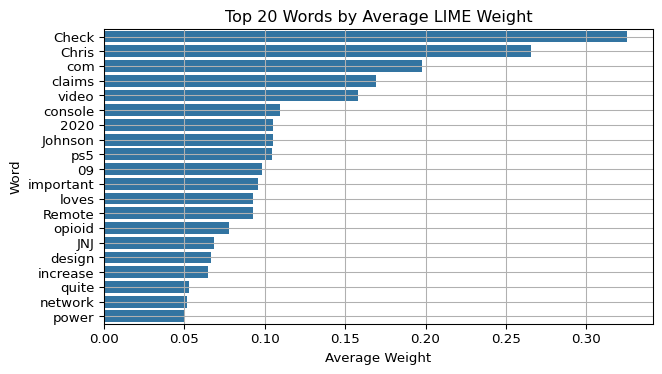 Top 20 Words by Average LIME Weight
Word
Check
Chris
com
claims
video
console
2020
Johnson
ps5
09
important
loves
Remote
opioid
JNJ
design
increase
quite
network
power
0.00 0.05 0.10 0.15 0.20 0.25 0.30
Average Weight